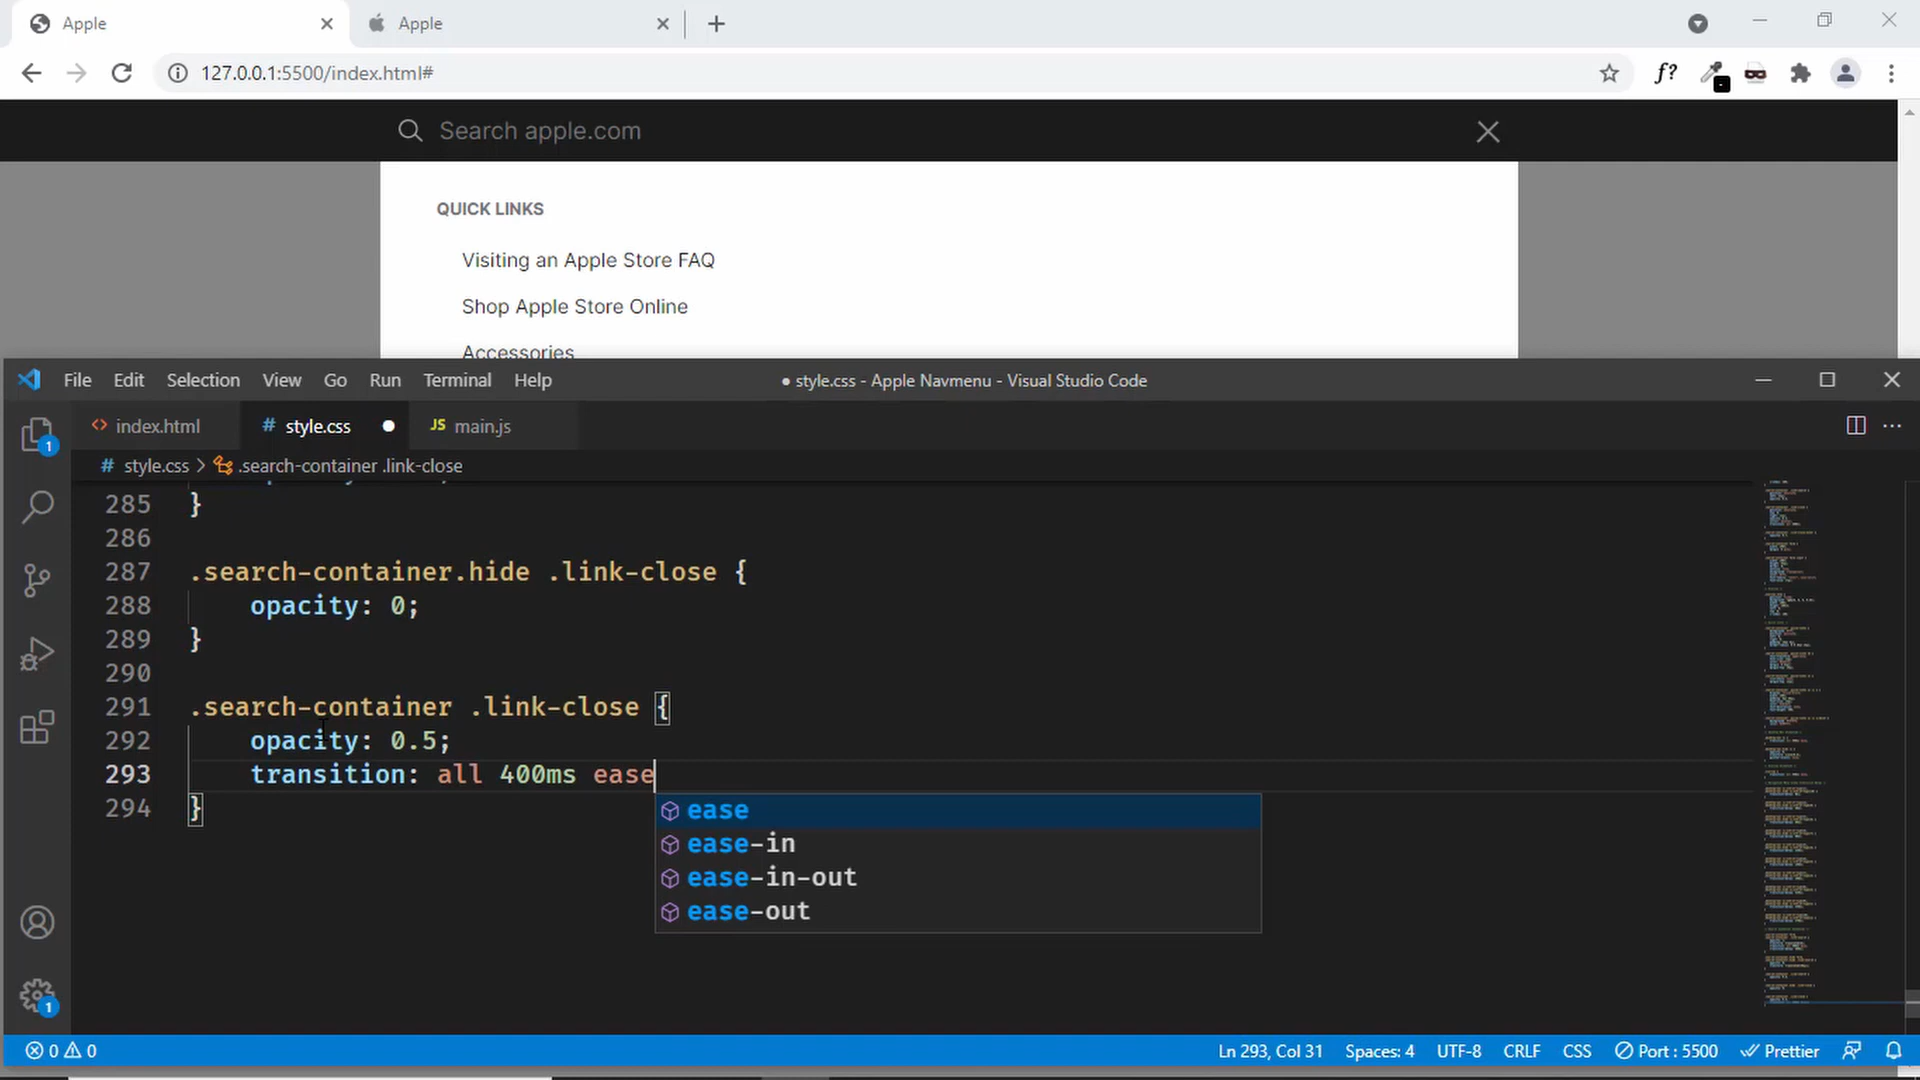 Apple
Apple
127.0.0.1:5500/index.html#
f?
Search apple.com
QUICK LINKS
Visiting an Apple Store FAQ
Shop Apple Store Online
Accessories
File Edit Selection View Go Run Terminal Help
● style.css - Apple Navmenu - Visual Studio Code
<> index.html
# style.css
JS main.js
# style.css > .search-container .link-close
1
285 }
286
287 .search-container.hide .link-close {
288 opacity: 0;
289 }
290
291 .search-container .link-close {
292 opacity: 0.5;
293 transition: all 400ms ease
294 }
ease
ease-in
ease-in-out
ease-out
1
0 0
Ln 293, Col 31 Spaces: 4 UTF-8 CRLF CSS Port : 5500 Prettier